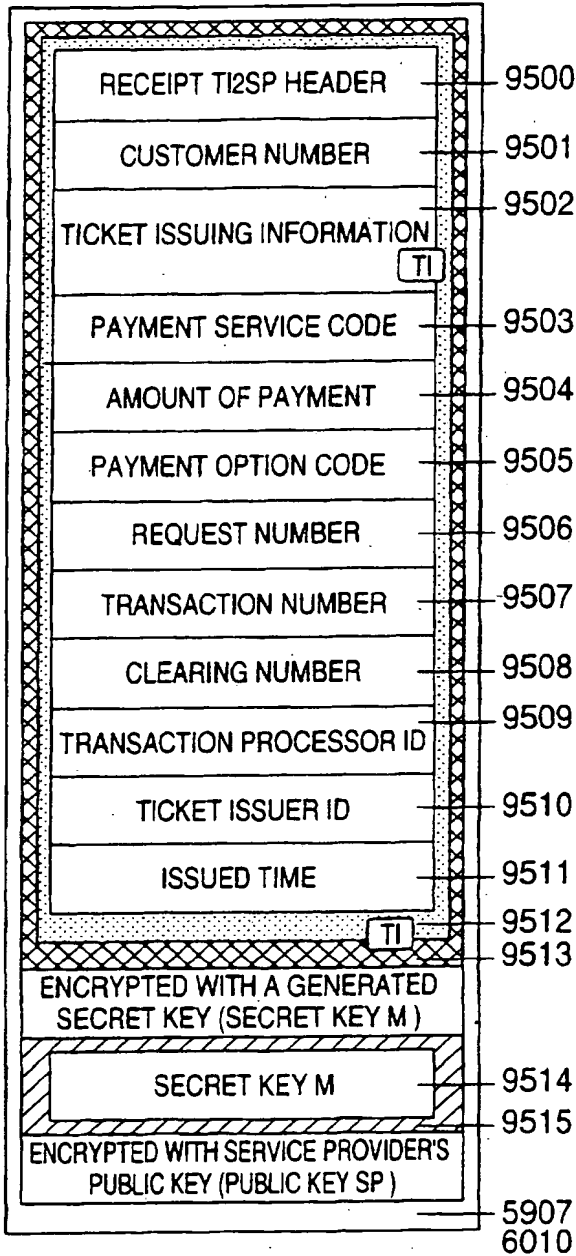 RECEIPT TI2SP HEADER 9500
CUSTOMER NUMBER 9501
9502
TICKET ISSUING INFORMATION
TI
PAYMENT SERVICE CODE 9503
AMOUNT OF PAYMENT 9504
PAYMENT OPTION CODE 9505
REQUEST NUMBER 9506
TRANSACTION NUMBER 9507
CLEARING NUMBER 9508
9509
TRANSACTION PROCESSOR ID
TICKET ISSUER ID 9510
ISSUED TIME 9511
TI 9512
9513
ENCRYPTED WITH A GENERATED
SECRET KEY (SECRET KEY M )
SECRET KEY M 9514
9515
ENCRYPTED WITH SERVICE PROVIDER'S
PUBLIC KEY (PUBLIC KEY SP )
5907
6010